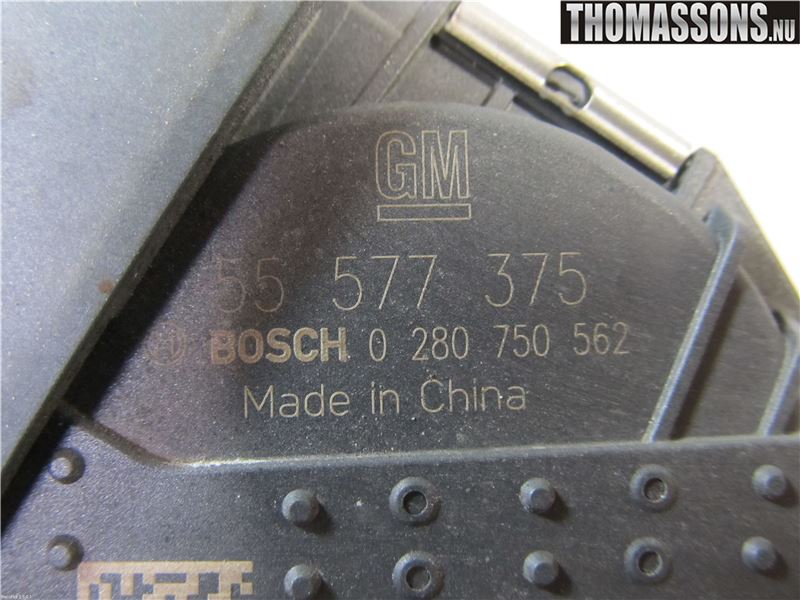 THOMASSONS.NU
GM
55 577 375
BOSCH 0 280 750 562
Made in China